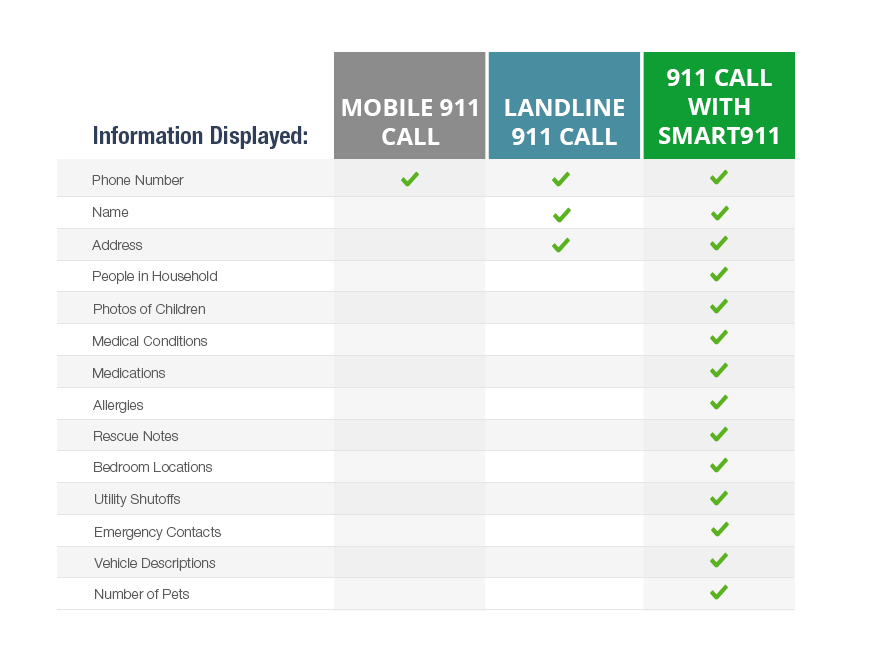 Information Displayed:
MOBILE 911
CALL
LANDLINE
911 CALL
911 CALL
WITH
SMART911
Phone Number
Name
Address
People in Household
Photos of Children
Medical Conditions
Medications
Allergies
Rescue Notes
Bedroom Locations
Utility Shutoffs
Emergency Contacts
Vehicle Descriptions
Number of Pets